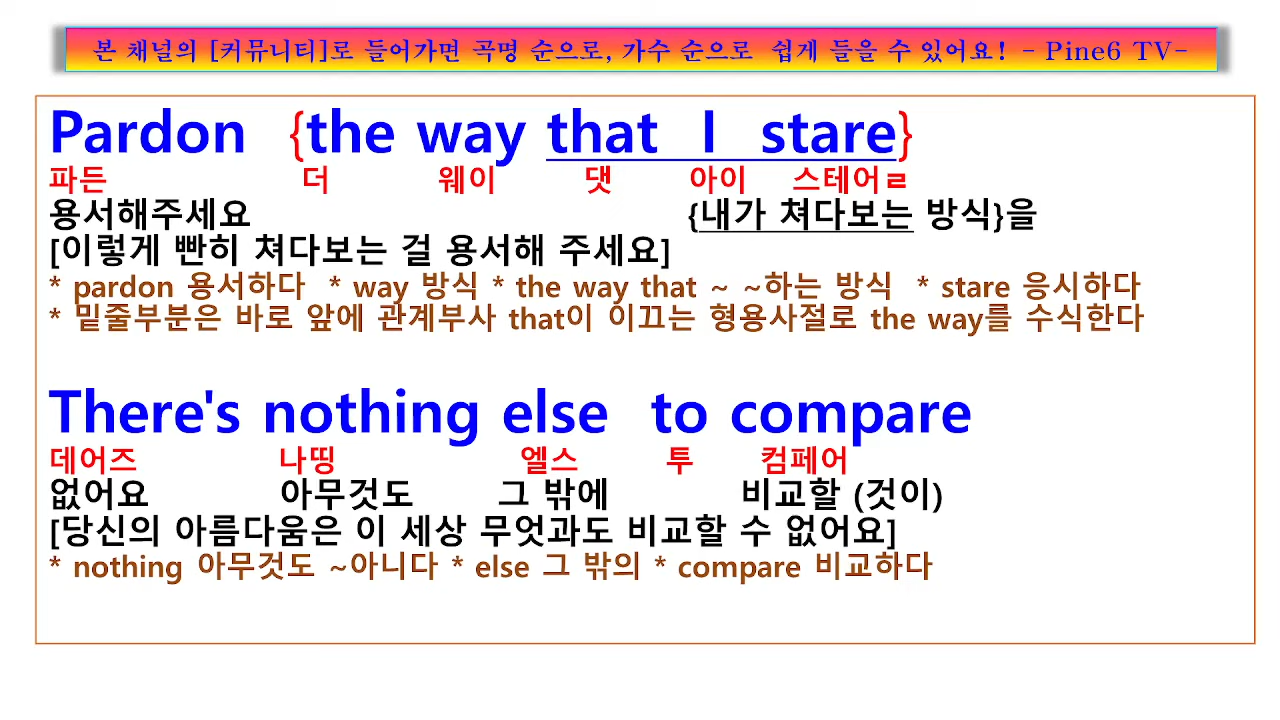 본 채널의 [커뮤니티]로 들어가면 곡명 순으로, 가수 순으로 쉽게 들을 수 있어요! - Pine6 TV-
Pardon {the way that I stare}
파든 더 웨이 댓 아이 스테어ㄹ
용서해주세요 {내가 쳐다보는 방식}을
[이렇게 빤히 쳐다보는 걸 용서해 주세요]
* pardon 용서하다 * way 방식 * the way that ~ ~하는 방식 * stare 응시하다
* 밑줄부분은 바로 앞에 관계부사 that이 이끄는 형용사절로 the way를 수식한다
There's nothing else to compare
데어즈 나띵 엘스 투 컴페어
없어요 아무것도 그 밖에 비교할 (것이)
[당신의 아름다움은 이 세상 무엇과도 비교할 수 없어요]
* nothing 아무것도 ~아니다 * else 그 밖의 * compare 비교하다